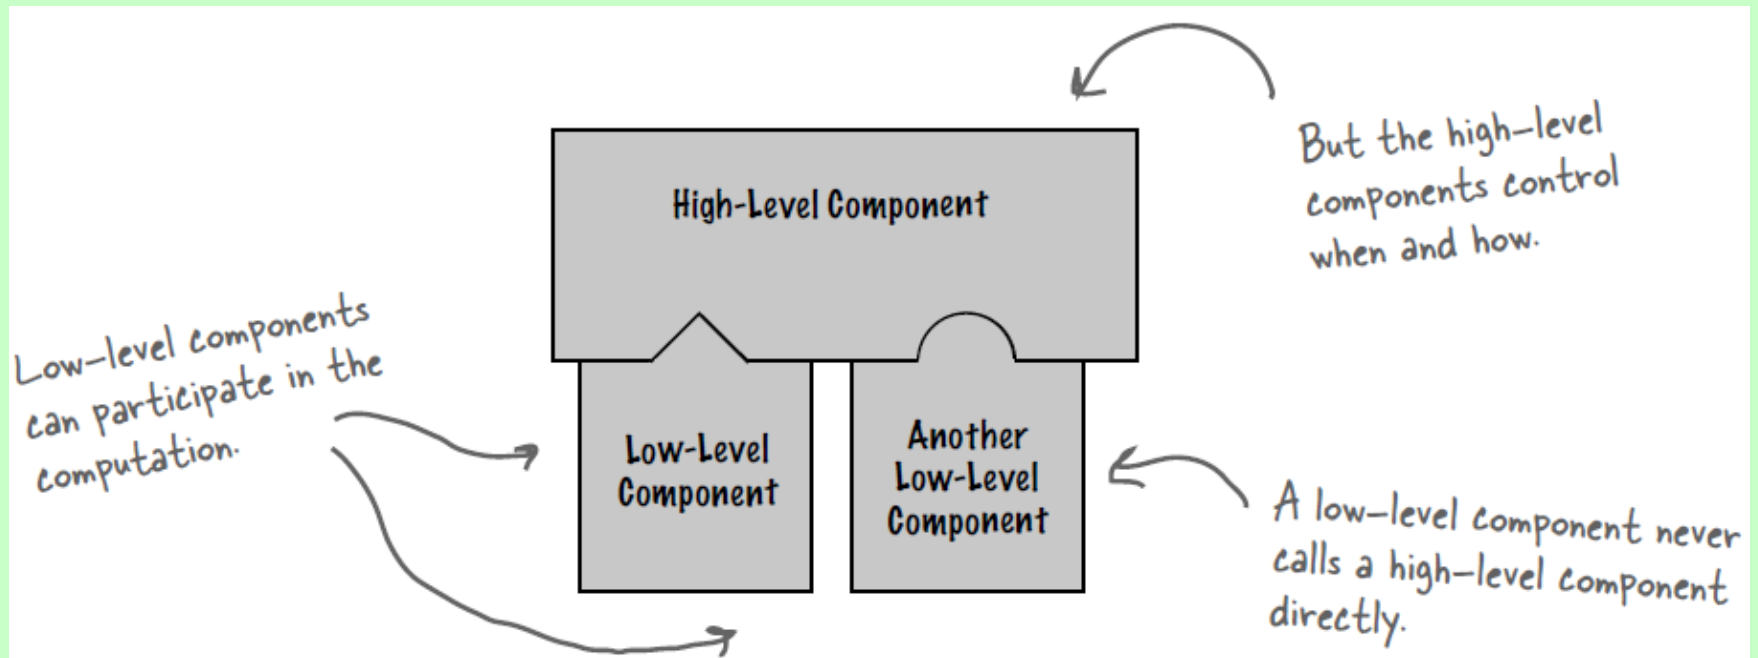 But the high-level
components control
when and how.
High-Level Component
Low-level components
can participate in the
computation.
Low-Level
Component
Another
Low-Level
Component
A low-level component never
calls a high-level component
directly.